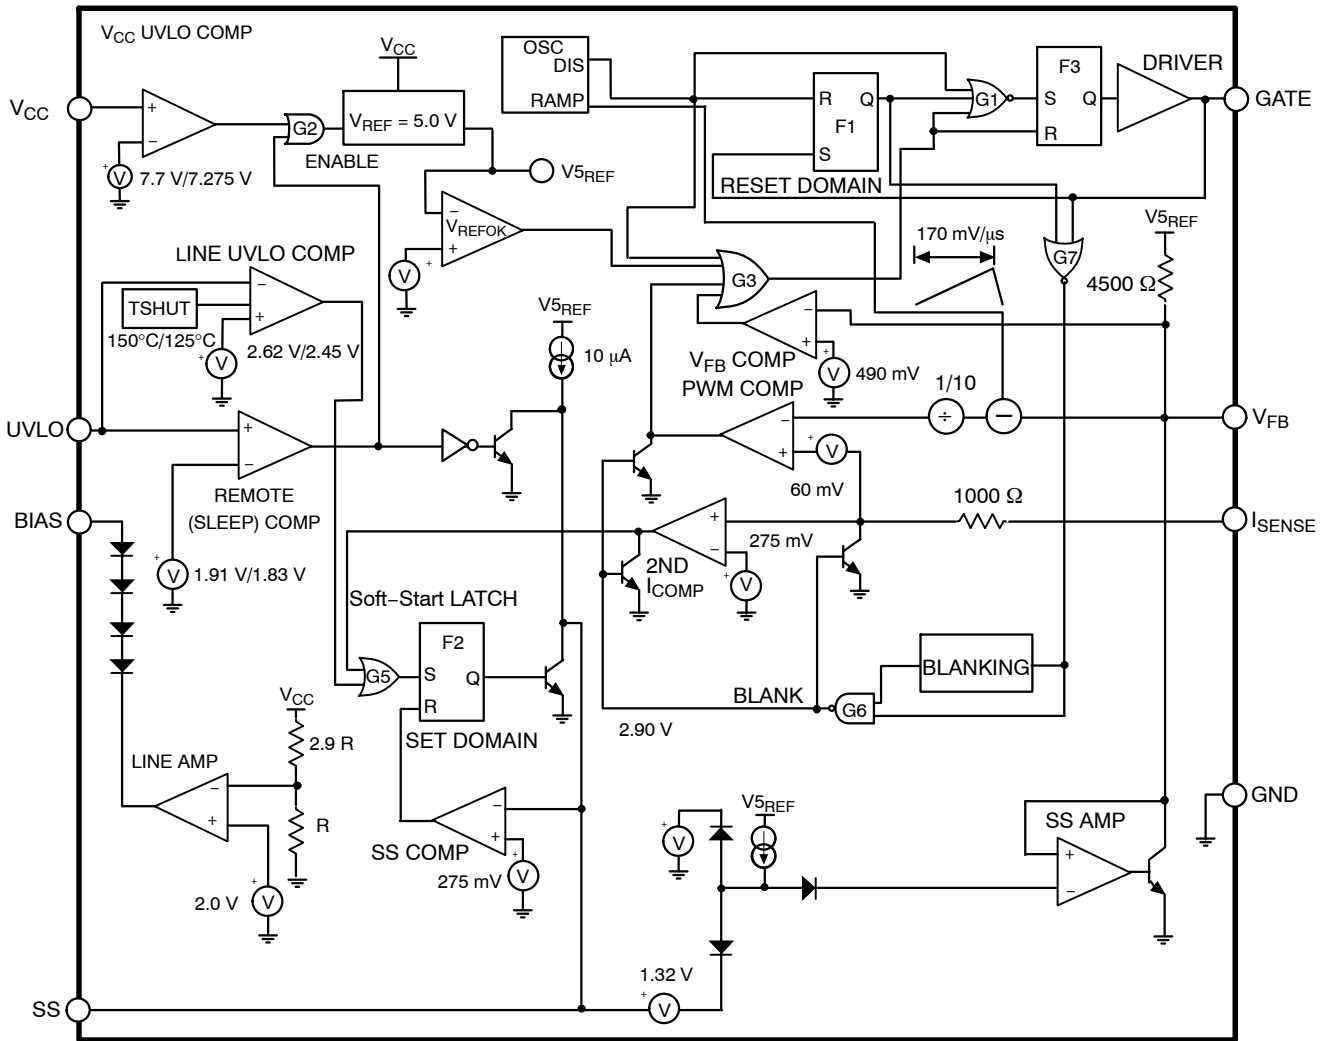 V_CC UVLO COMP
V_CC
+
−
V
+
7.7 V/7.275 V
G2
ENABLE
V_CC
V_REF = 5.0 V
V5_REF
−
V_REFOK
+
V
+
OSC
DIS
RAMP
R
Q
F1
S
RESET DOMAIN
G1
F3
S
Q
R
DRIVER
GATE
LINE UVLO COMP
−
+
TSHUT
150°C/125°C
V
+
2.62 V/2.45 V
G3
170 mV/μs
G7
V5_REF
4500 Ω
V5_REF
10 μA
−
+
V_FB COMP
PWM COMP
V
+
490 mV
1/10
÷
−
V_FB
UVLO
+
−
REMOTE
(SLEEP) COMP
V
+
1.91 V/1.83 V
−
+
V
+
60 mV
1000 Ω
I_SENSE
BIAS
+
−
275 mV
V
+
2ND
I_COMP
Soft−Start LATCH
G5
F2
S
Q
R
SET DOMAIN
BLANKING
BLANK
G6
2.90 V
V_CC
2.9 R
R
LINE AMP
−
+
V
+
2.0 V
−
+
SS COMP
275 mV
V
+
V
+
V5_REF
SS AMP
+
−
GND
1.32 V
V
+
SS